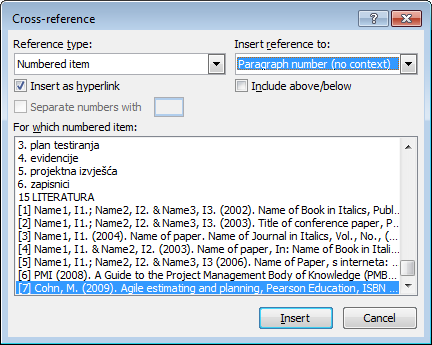 Cross-reference
Reference type:
Insert reference to:
Numbered item
Paragraph number (no context)
Insert as hyperlink
Include above/below
Separate numbers with
For which numbered item:
3. plan testiranja
4. evidencije
5. projektna izvješća
6. zapisnici
15 LITERATURA
[1] Name1, I1.; Name2, I2. & Name3, I3. (2002). Name of Book in Italics, Publ...
[2] Name1, I1.; Name2, I2. & Name3, I3. (2003). Title of conference paper, P...
[3] Name1, I1. (2004). Name of paper. Name of Journal in Italics, Vol., No., (...
[4] Name1, I1. & Name2, I2. (2003). Name of paper, In: Name of Book in Itali...
[5] Name1, I1.; Name2, I2 & Name3 I3 (2006). Name of Paper, s interneta: ...
[6] PMI (2008). A Guide to the Project Management Body of Knowledge (PMB...
[7] Cohn, M. (2009). Agile estimating and planning, Pearson Education, ISBN ...
Insert
Cancel